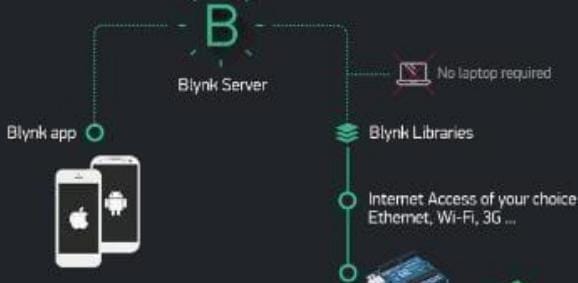 B
Blynk Server
No laptop required
Blynk app
Blynk Libraries
Internet Access of your choice
Ethernet, Wi-Fi, 3G ...